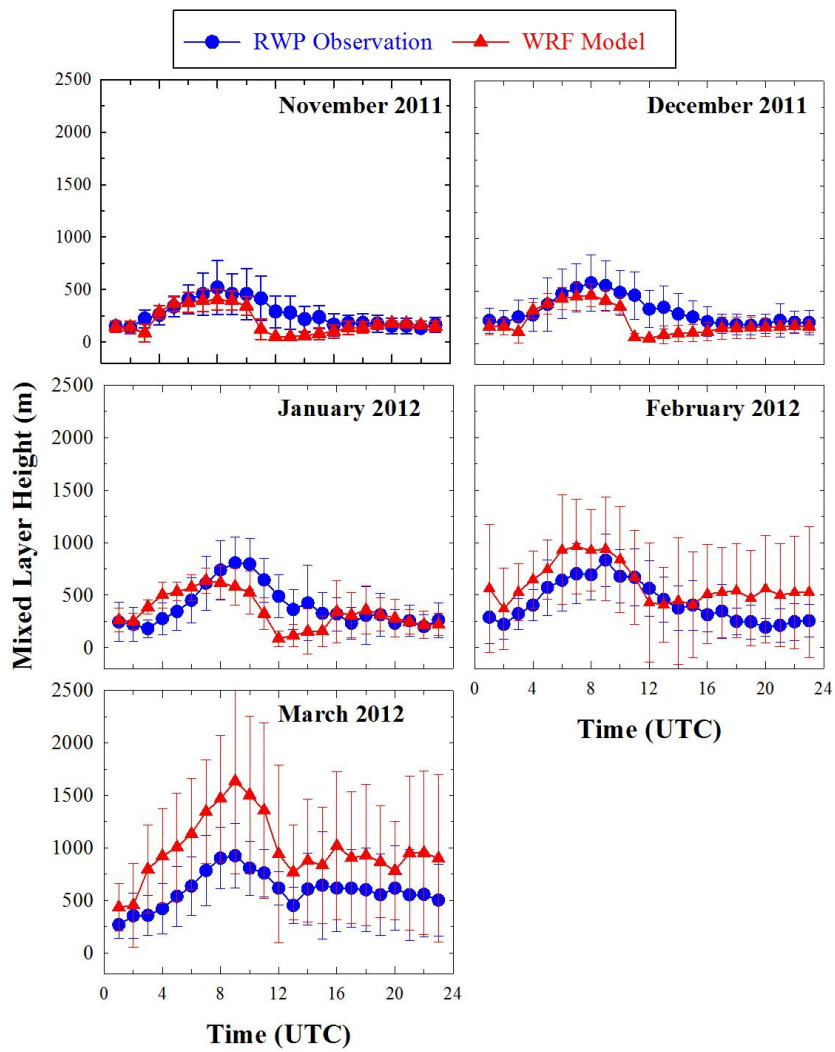 RWP Observation WRF Model
2500 November 2011 December 2011
2000
1500
1000
500
0
2500 January 2012 February 2012
2000
1500
1000
500
0
0 4 8 12 16 20 24
2500 March 2012 Time (UTC)
2000
1500
1000
500
0
0 4 8 12 16 20 24
Time (UTC)
Mixed Layer Height (m)